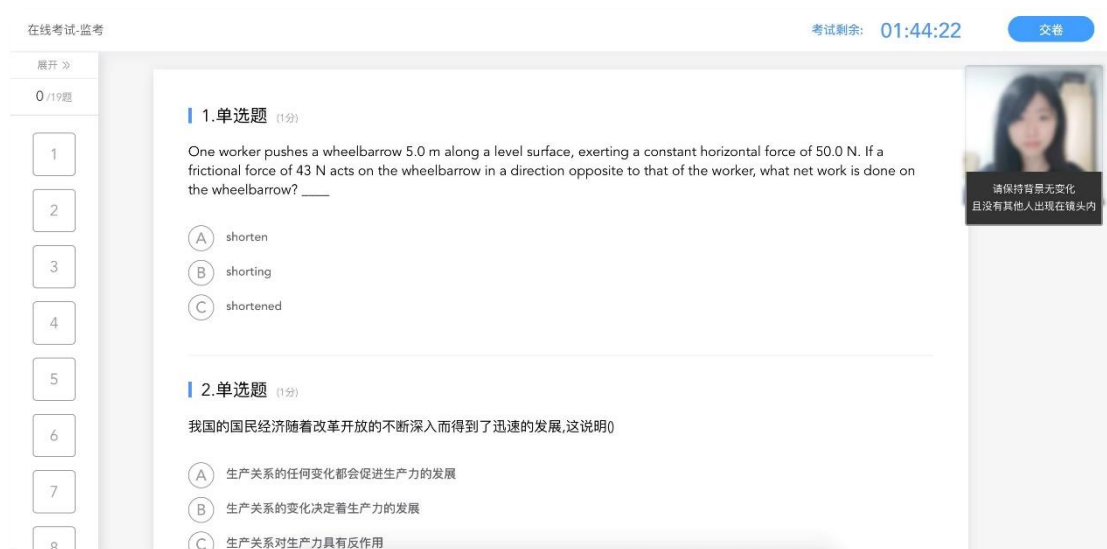 在线考试-监考
考试剩余: 01:44:22
交卷
展开 »
0/19题
1
2
3
4
5
6
7
8
1.单选题 (1分)
One worker pushes a wheelbarrow 5.0 m along a level surface, exerting a constant horizontal force of 50.0 N. If a
frictional force of 43 N acts on the wheelbarrow in a direction opposite to that of the worker, what net work is done on
the wheelbarrow? ____
A shorten
B shorting
C shortened
2.单选题 (1分)
我国的国民经济随着改革开放的不断深入而得到了迅速的发展,这说明()
A 生产关系的任何变化都会促进生产力的发展
B 生产关系的变化决定着生产力的发展
C 生产关系对生产力具有反作用
请保持背景无变化
且没有其他人出现在镜头内